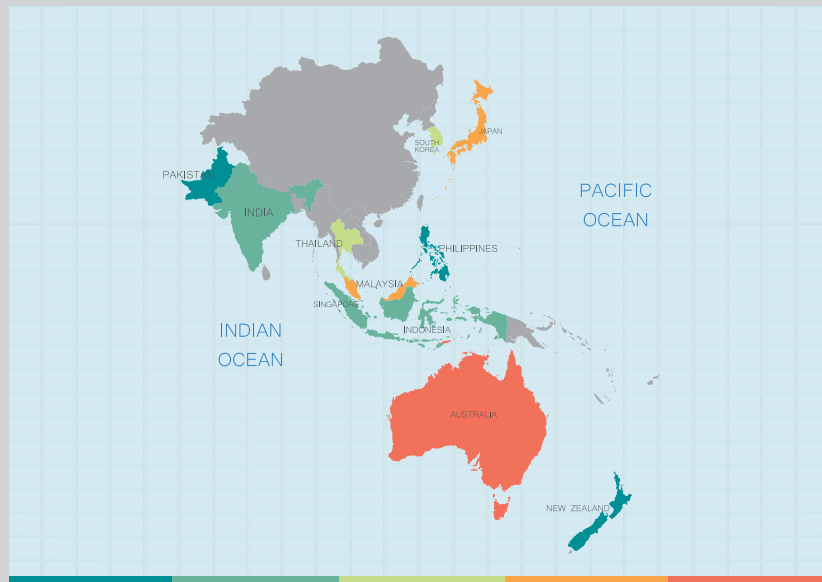 JAPAN
SOUTH
KOREA
PAKISTAN
PACIFIC
OCEAN
INDIA
THAILAND
PHILIPPINES
MALAYSIA
SINGAPORE
INDIAN
OCEAN
INDONESIA
AUSTRALIA
NEW ZEALAND